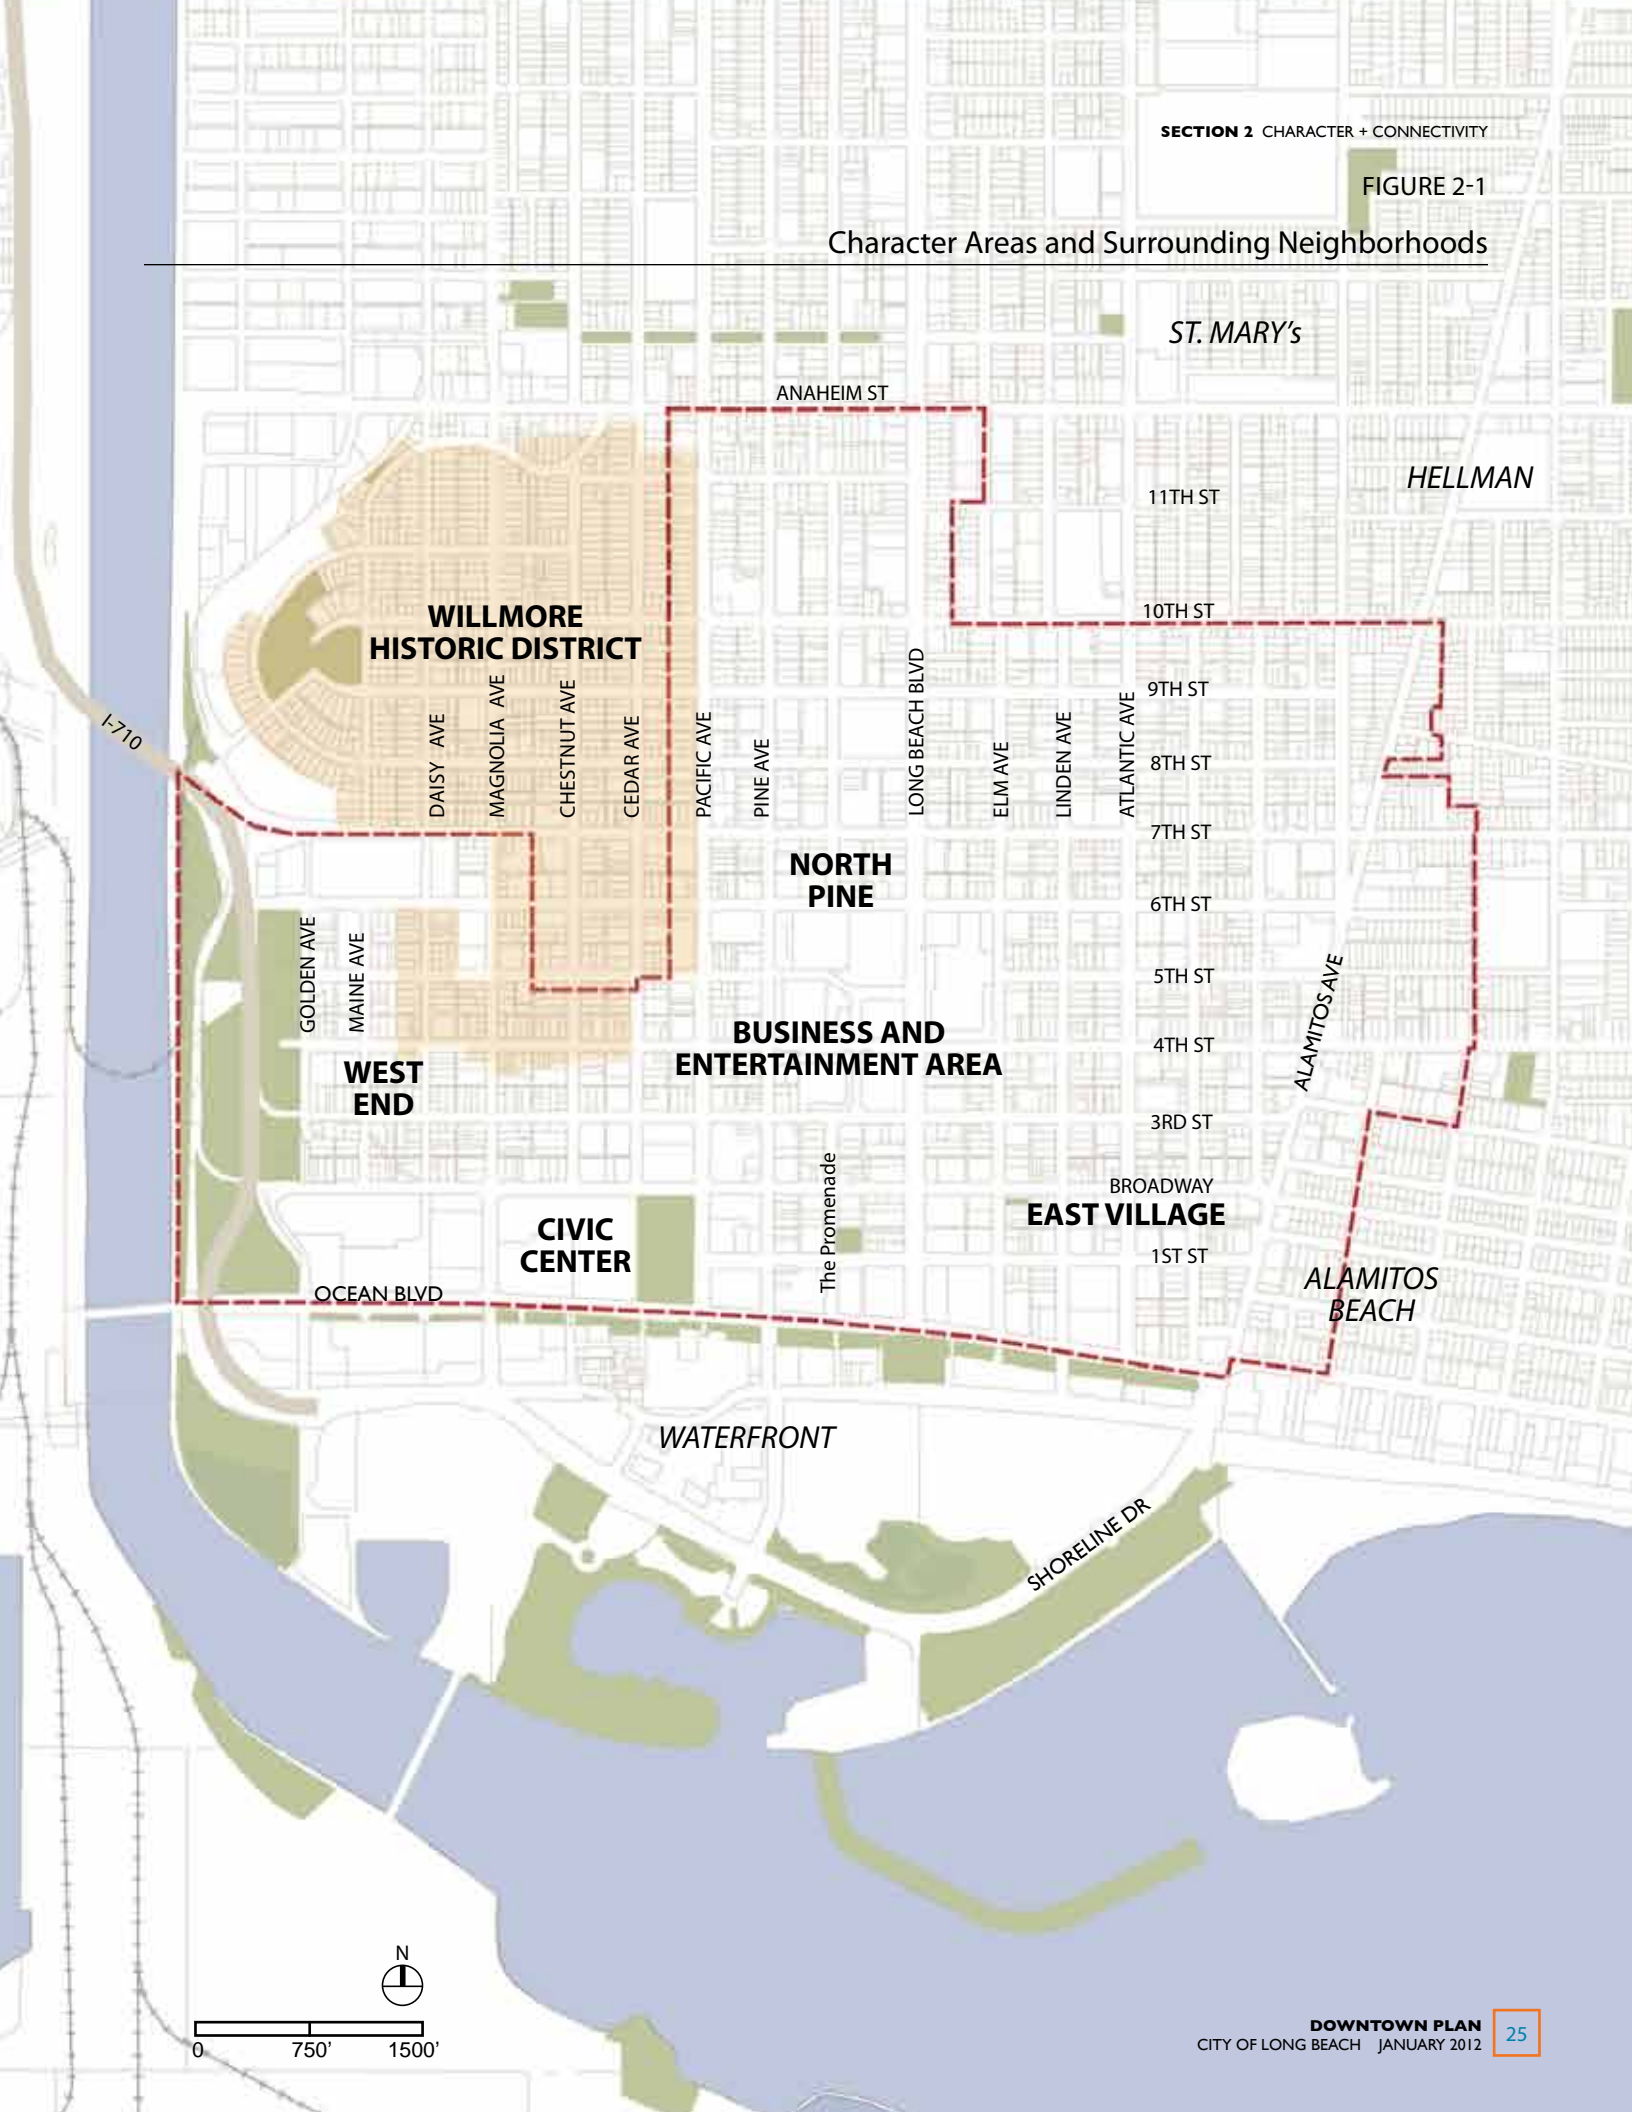 SECTION 2 CHARACTER + CONNECTIVITY
FIGURE 2-1
Character Areas and Surrounding Neighborhoods
ST. MARY's
ANAHEIM ST
HELLMAN
11TH ST
10TH ST
WILLMORE
HISTORIC DISTRICT
I-710
DAISY AVE
MAGNOLIA AVE
CHESTNUT AVE
CEDAR AVE
PACIFIC AVE
PINE AVE
LONG BEACH BLVD
ELM AVE
LINDEN AVE
ATLANTIC AVE
9TH ST
8TH ST
7TH ST
NORTH
PINE
6TH ST
GOLDEN AVE
MAINE AVE
5TH ST
ALAMITOS AVE
BUSINESS AND
ENTERTAINMENT AREA
4TH ST
WEST
END
3RD ST
The Promenade
BROADWAY
EAST VILLAGE
CIVIC
CENTER
1ST ST
OCEAN BLVD
ALAMITOS
BEACH
WATERFRONT
SHORELINE DR
N
0 750' 1500'
DOWNTOWN PLAN
CITY OF LONG BEACH JANUARY 2012
25